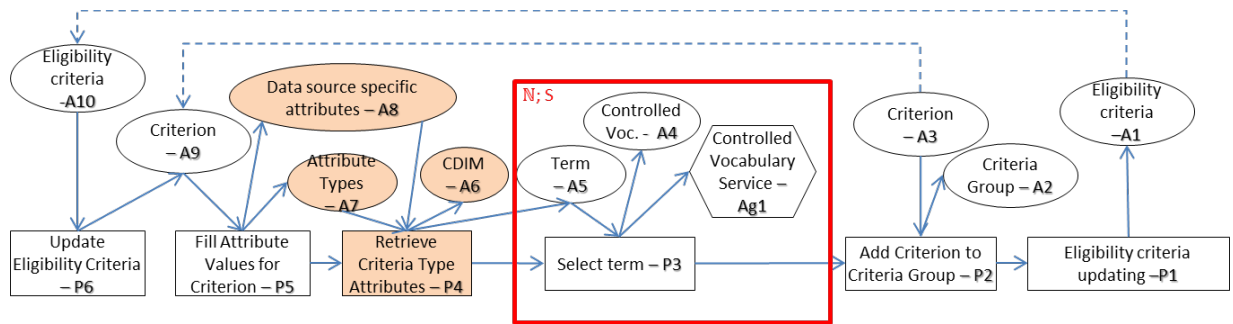 Eligibility
criteria
-A10
Criterion
– A9
Data source specific
attributes – A8
Attribute
Types
– A7
CDIM
– A6
ℕ; S
Term
– A5
Controlled
Voc. - A4
Controlled
Vocabulary
Service –
Ag1
Criterion
– A3
Criteria
Group – A2
Eligibility
criteria
–A1
Update
Eligibility Criteria
– P6
Fill Attribute
Values for
Criterion – P5
Retrieve
Criteria Type
Attributes – P4
Select term – P3
Add Criterion to
Criteria Group – P2
Eligibility criteria
updating –P1